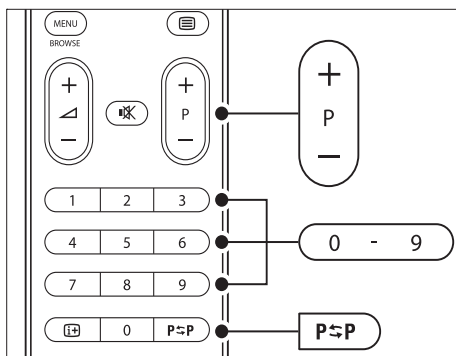 MENU
BROWSE
+ + +
P P
− − −
1 2 3
4 5 6 0 - 9
7 8 9
i+ 0 P⇆P P⇆P